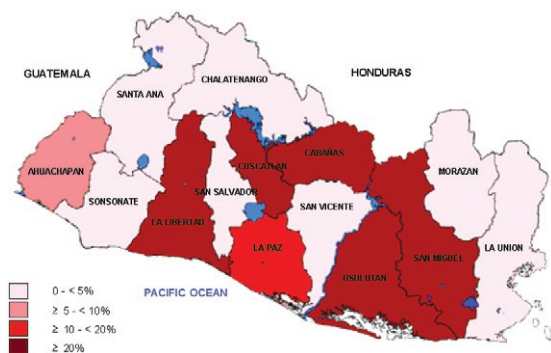 GUATEMALA
HONDURAS
CHALATENANGO
SANTA ANA
AHUACHAPAN
SONSONATE
LA LIBERTAD
SAN SALVADOR
CUSCATLAN
CABAÑAS
SAN VICENTE
LA PAZ
USULUTAN
SAN MIGUEL
MORAZAN
LA UNION
PACIFIC OCEAN
0 - < 5%
≥ 5 - < 10%
≥ 10 - < 20%
≥ 20%